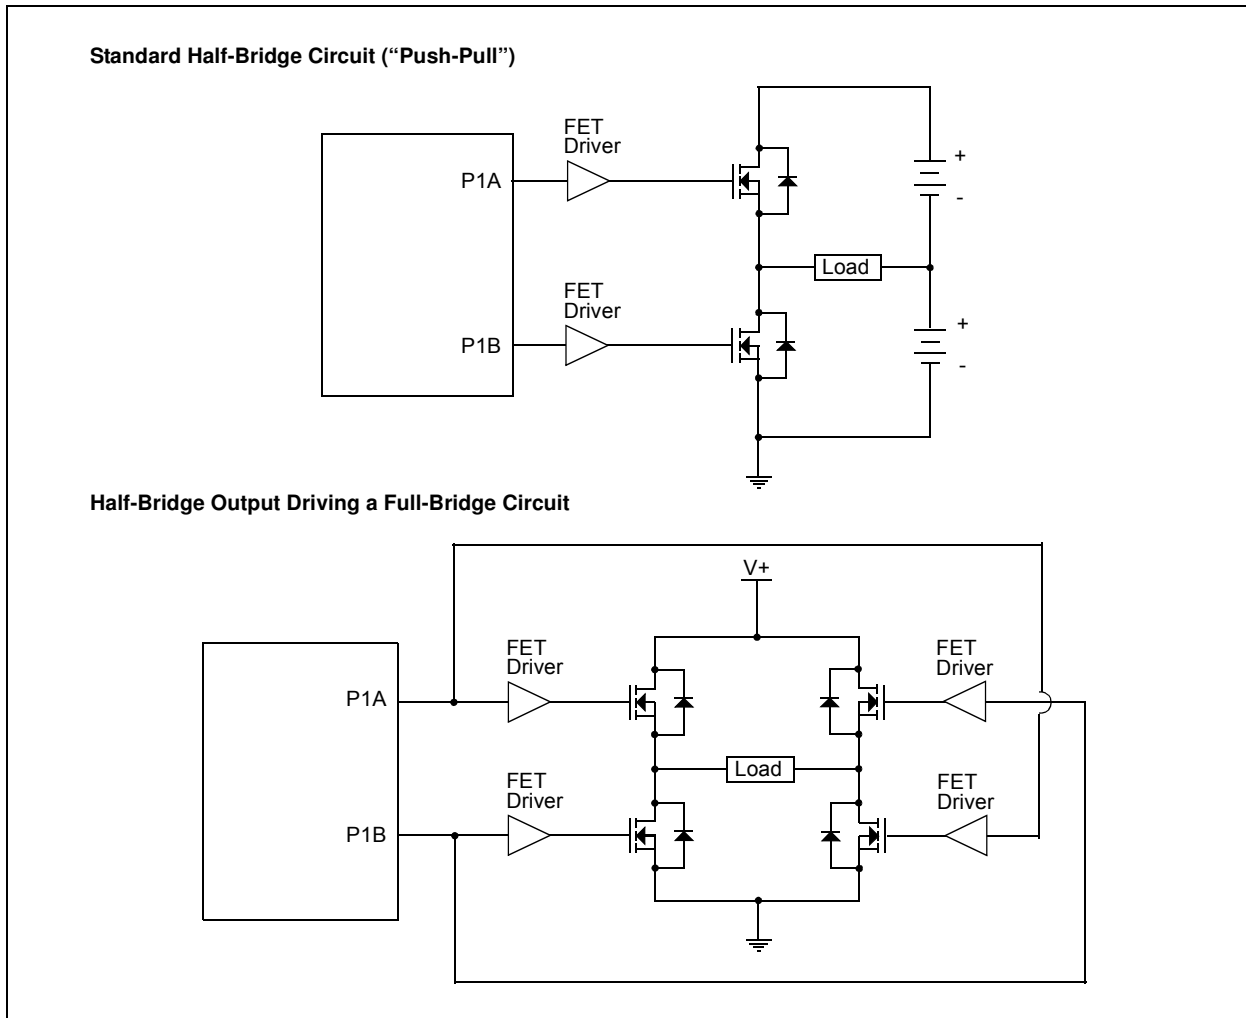 Standard Half-Bridge Circuit (“Push-Pull”)
FET
Driver
P1A
+
-
Load
FET
Driver
P1B
+
-
Half-Bridge Output Driving a Full-Bridge Circuit
V+
FET
Driver
FET
Driver
P1A
Load
FET
Driver
FET
Driver
P1B